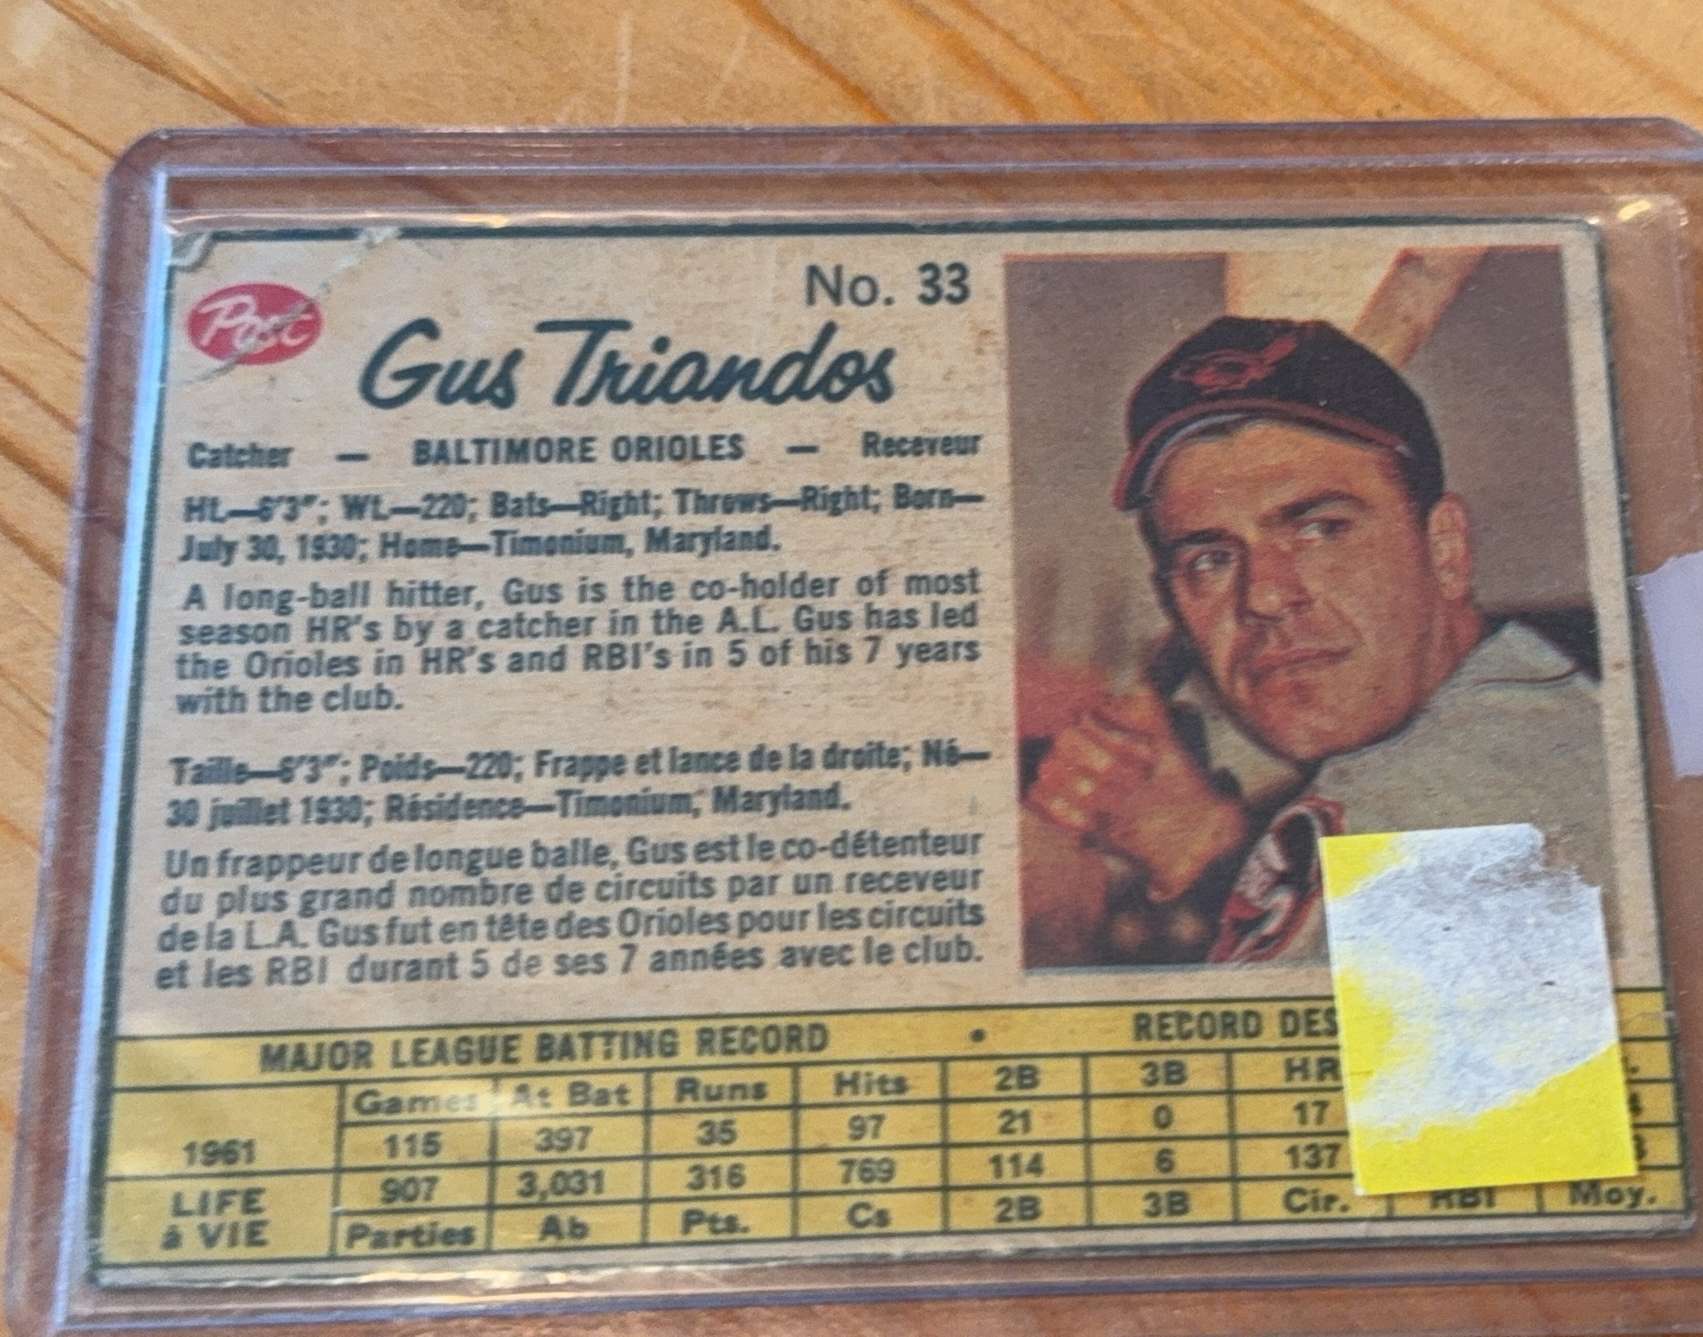 Post
No. 33
Gus Triandos
Catcher — BALTIMORE ORIOLES — Receveur
Ht.—6'3"; Wt.—220; Bats—Right; Throws—Right; Born—
July 30, 1930; Home—Timonium, Maryland.
A long-ball hitter, Gus is the co-holder of most
season HR's by a catcher in the A.L. Gus has led
the Orioles in HR's and RBI's in 5 of his 7 years
with the club.
Taille—6'3"; Poids—220; Frappe et lance de la droite; Né—
30 juillet 1930; Résidence—Timonium, Maryland.
Un frappeur de longue balle, Gus est le co-détenteur
du plus grand nombre de circuits par un receveur
de la L.A. Gus fut en tête des Orioles pour les circuits
et les RBI durant 5 de ses 7 années avec le club.
MAJOR LEAGUE BATTING RECORD • RECORD DES
Games At Bat Runs Hits 2B 3B HR
1961 115 397 35 97 21 0 17
LIFE 907 3,031 316 769 114 6 137
à VIE Parties Ab Pts. Cs 2B 3B Cir. RBI Moy.